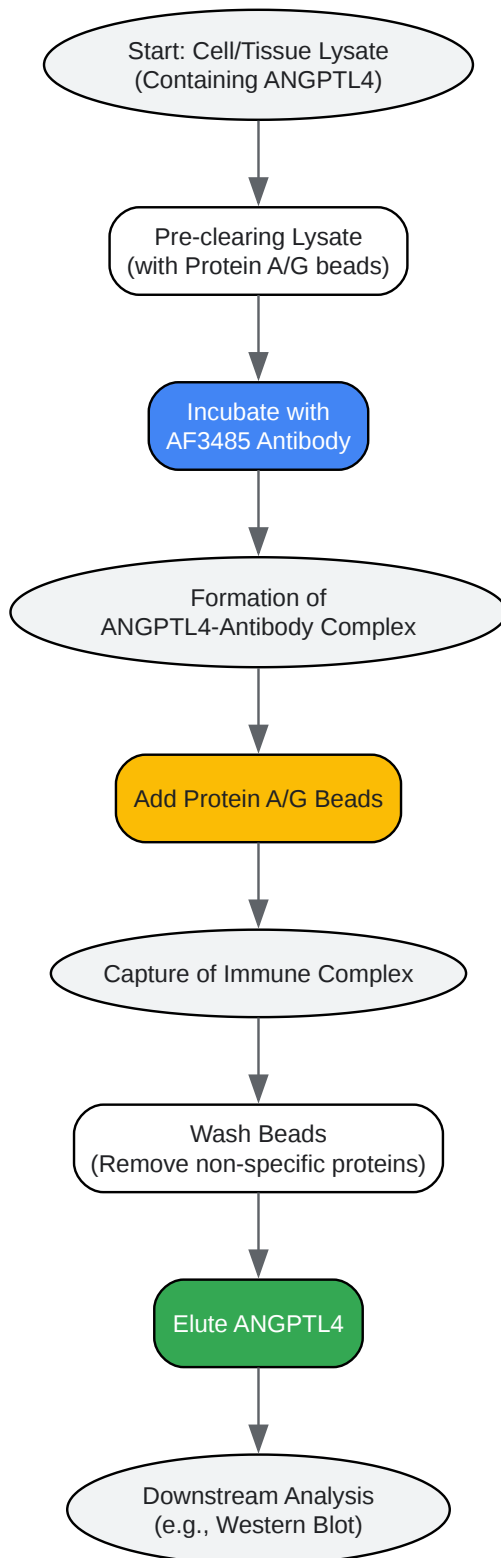 Start: Cell/Tissue Lysate
(Containing ANGPTL4)
Pre-clearing Lysate
(with Protein A/G beads)
Incubate with
AF3485 Antibody
Formation of
ANGPTL4-Antibody Complex
Add Protein A/G Beads
Capture of Immune Complex
Wash Beads
(Remove non-specific proteins)
Elute ANGPTL4
Downstream Analysis
(e.g., Western Blot)